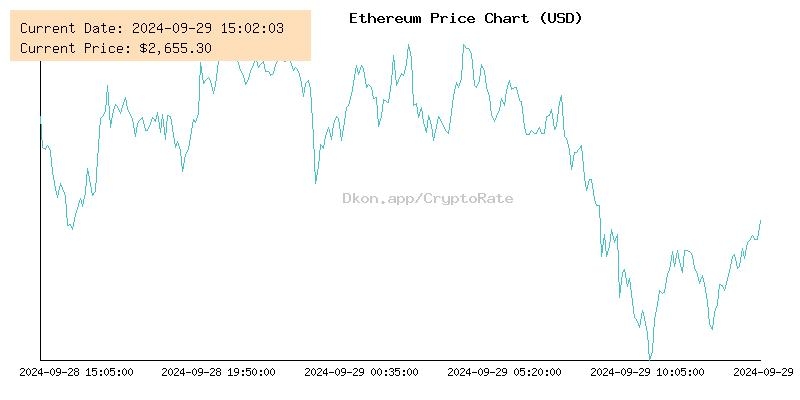 Ethereum Price Chart (USD)
Current Date: 2024-09-29 15:02:03
Current Price: $2,655.30
Dkon.app/CryptoRate
2024-09-28 15:05:00 2024-09-28 19:50:00 2024-09-29 00:35:00 2024-09-29 05:20:00 2024-09-29 10:05:00 2024-09-29